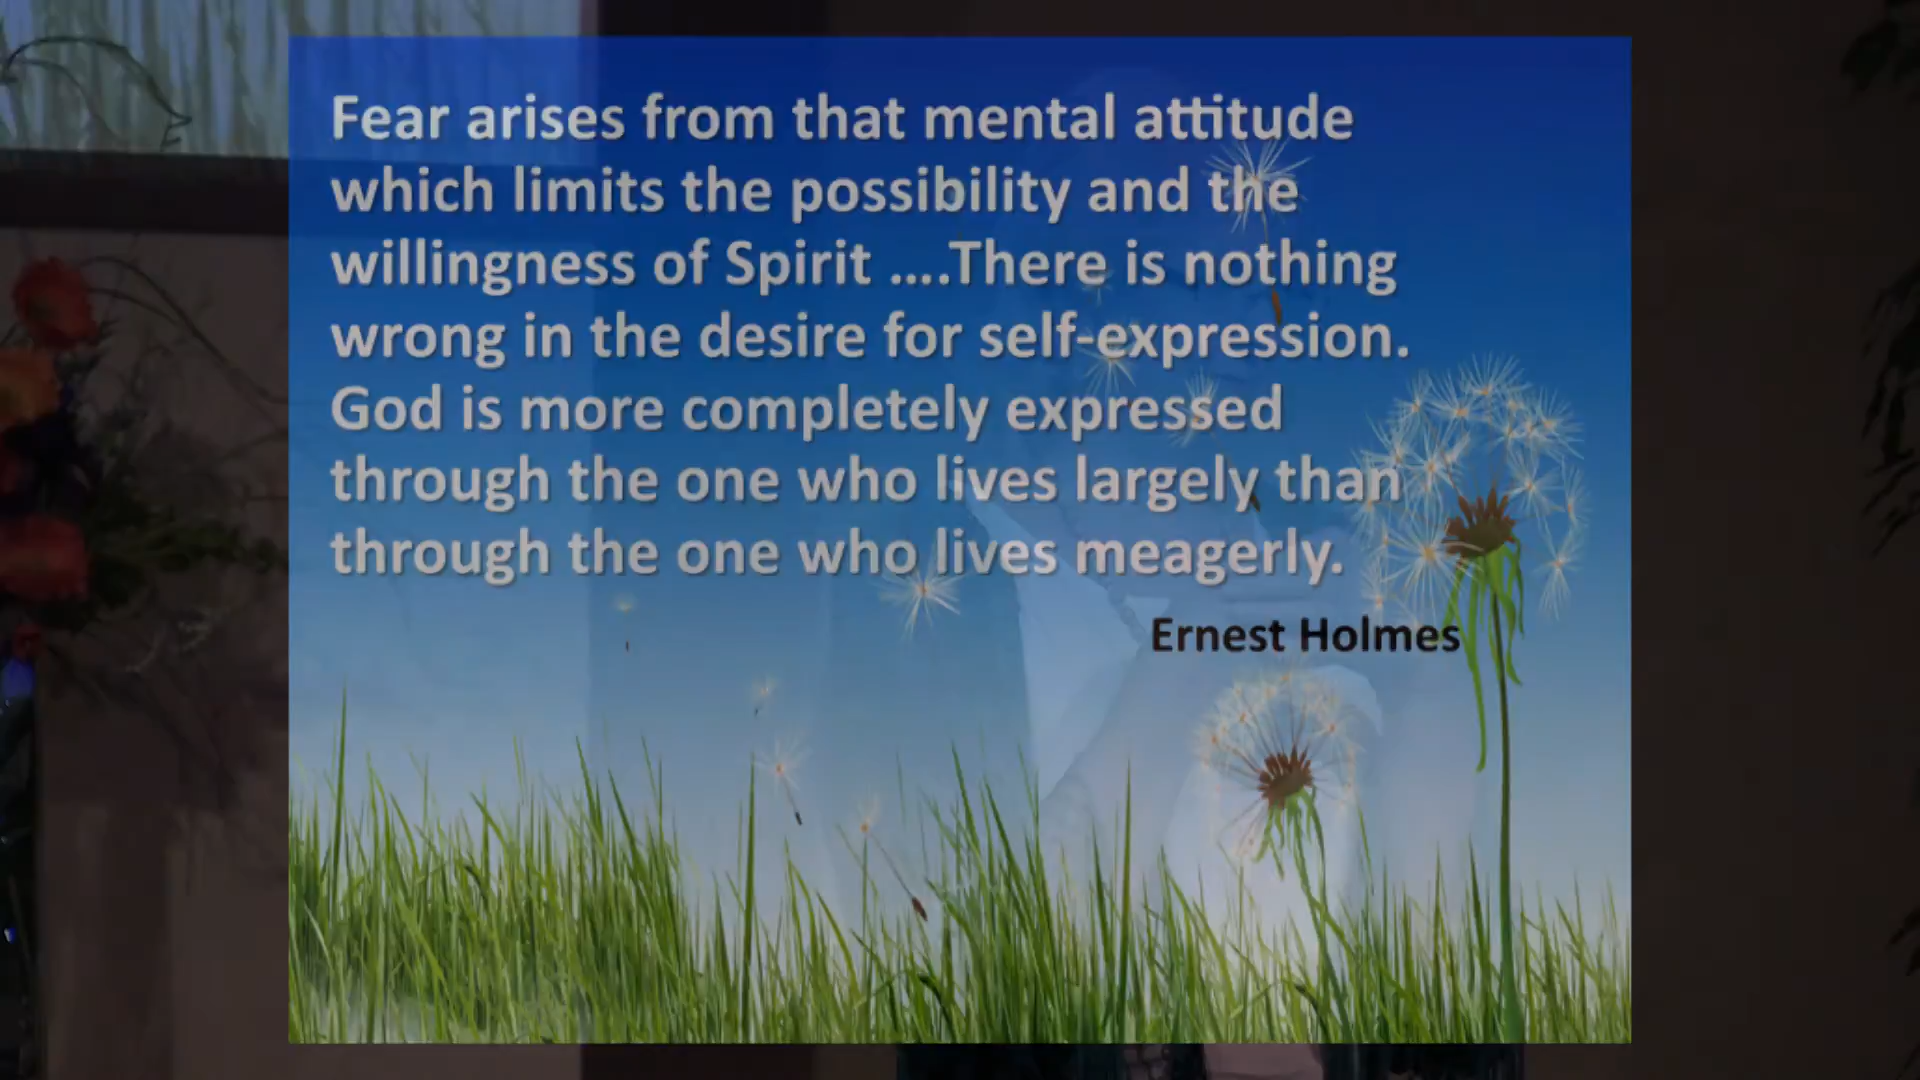 Fear arises from that mental attitude
which limits the possibility and the
willingness of Spirit ....There is nothing
wrong in the desire for self-expression.
God is more completely expressed
through the one who lives largely than
through the one who lives meagerly.
Ernest Holmes